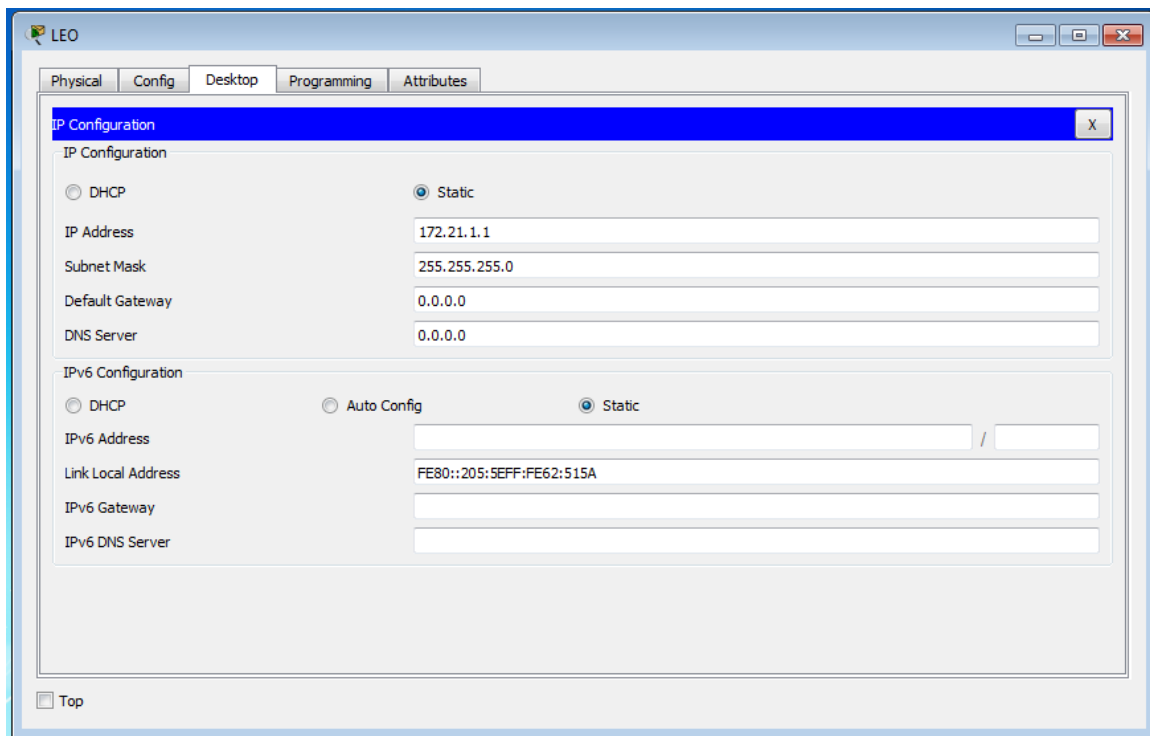 LEO
Physical Config Desktop Programming Attributes
IP Configuration X
IP Configuration
DHCP Static
IP Address 172.21.1.1
Subnet Mask 255.255.255.0
Default Gateway 0.0.0.0
DNS Server 0.0.0.0
IPv6 Configuration
DHCP Auto Config Static
IPv6 Address /
Link Local Address FE80::205:5EFF:FE62:515A
IPv6 Gateway
IPv6 DNS Server
Top